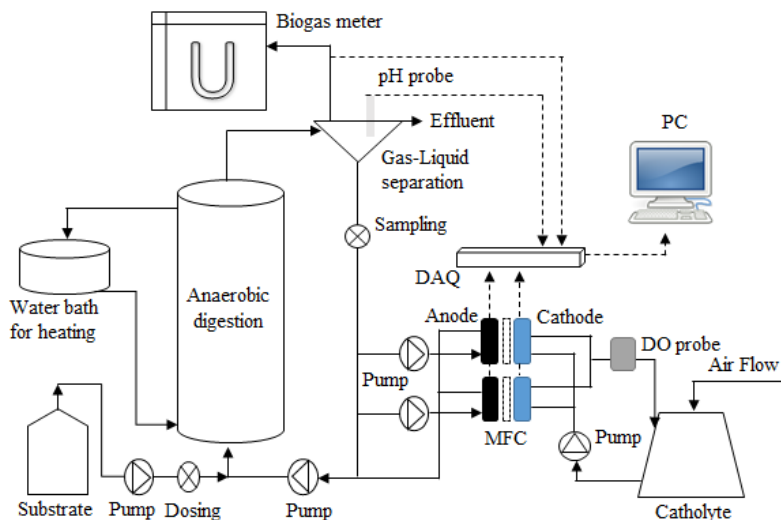 Biogas meter
pH probe
Effluent
PC
Gas-Liquid
separation
Sampling
DAQ
Water bath
for heating
Anaerobic
digestion
Anode
Cathode
DO probe
Air Flow
Pump
MFC
Pump
Substrate
Pump
Dosing
Pump
Catholyte